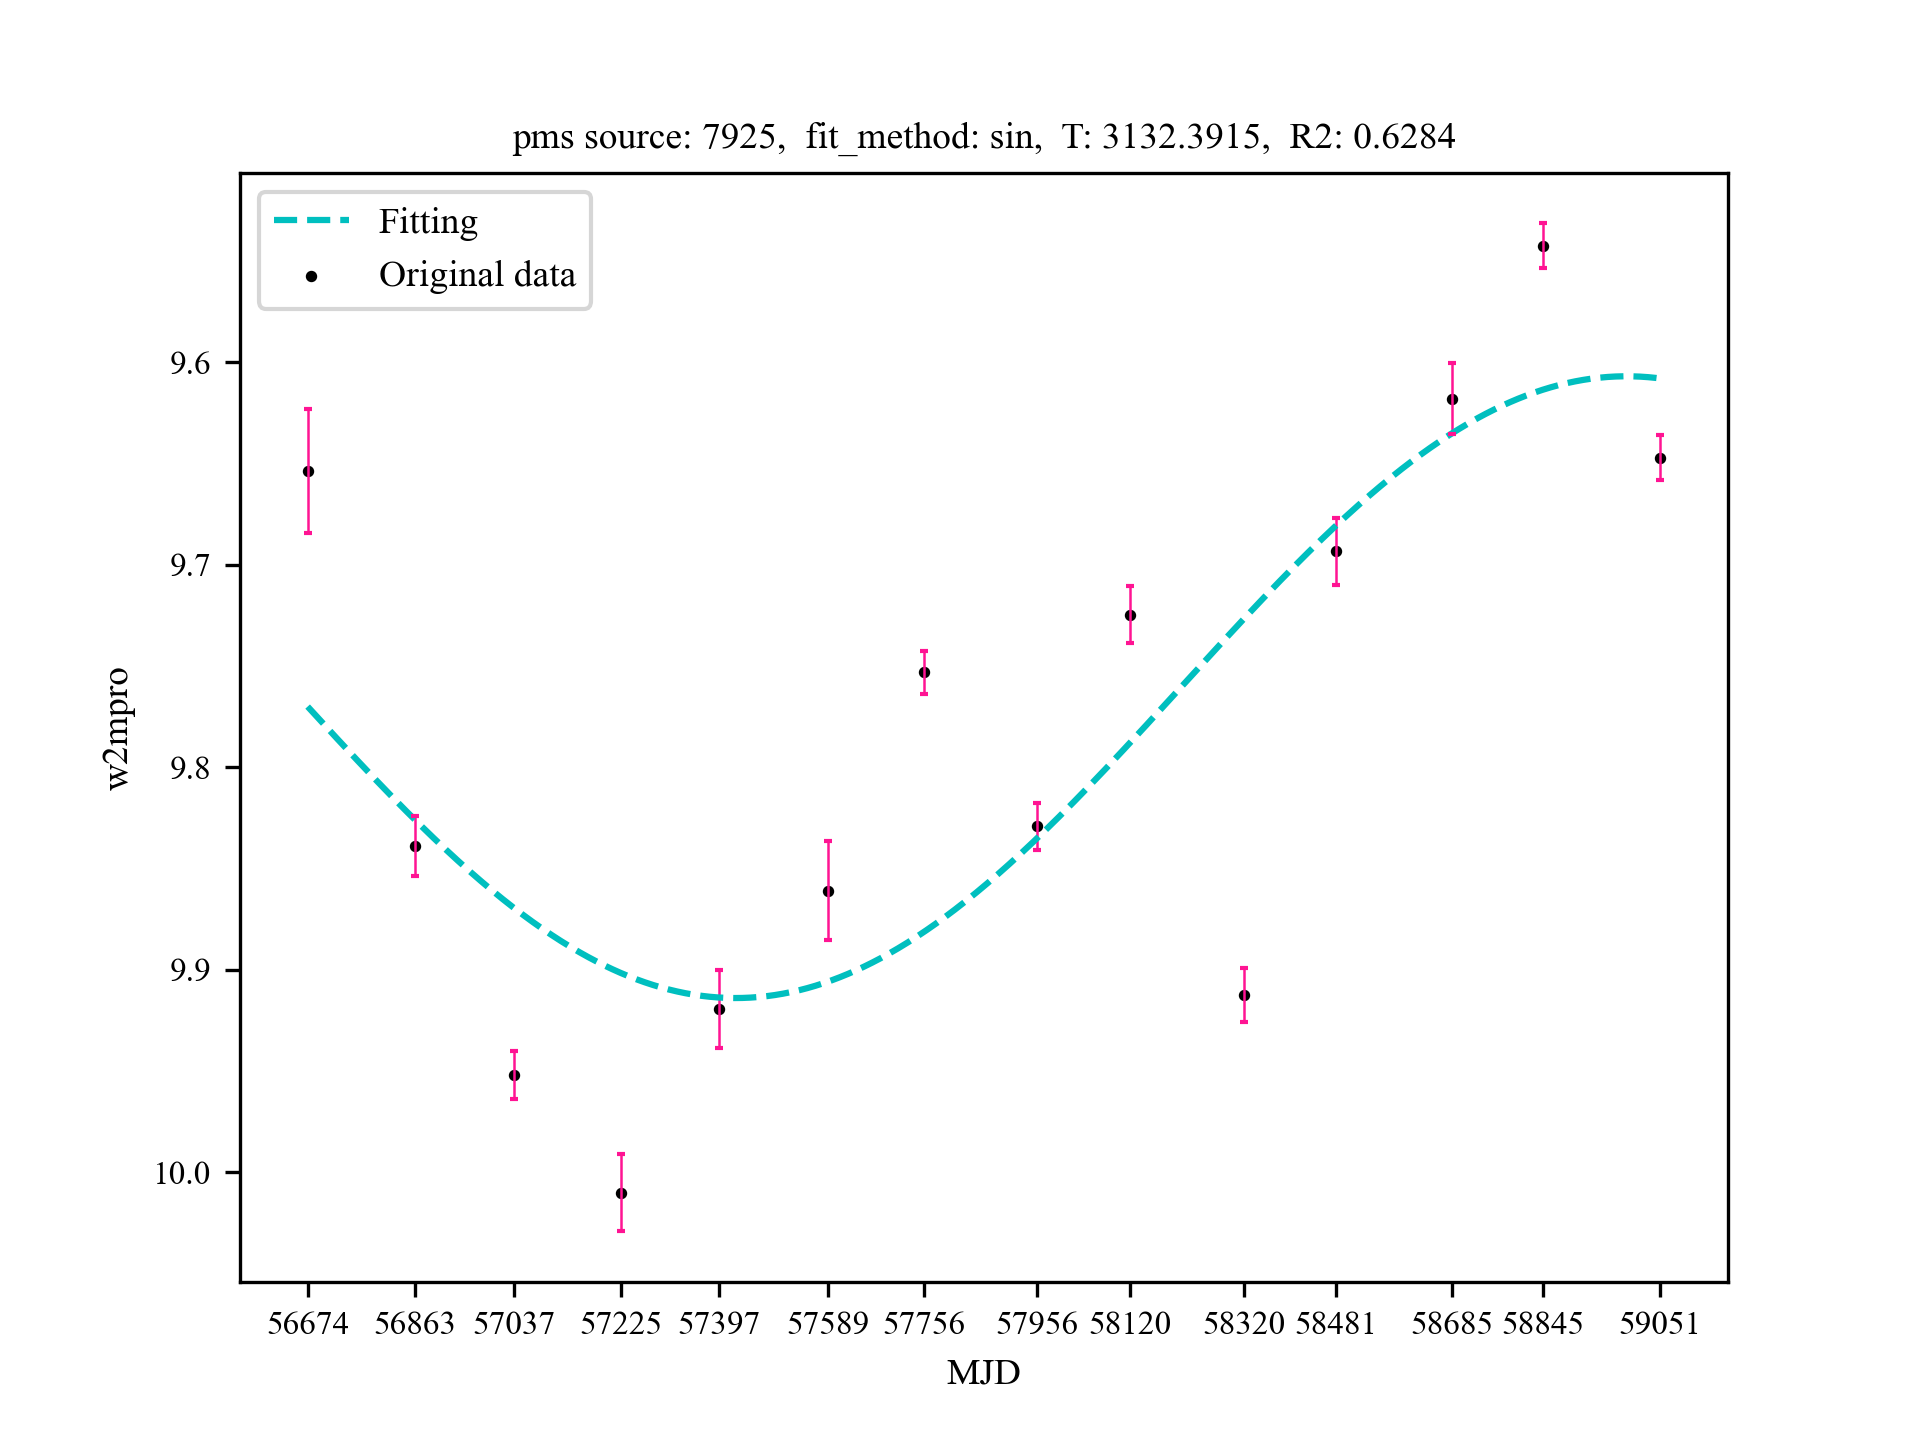 pms source: 7925,  fit_method: sin,  T: 3132.3915,  R2: 0.6284
Fitting
Original data
9.6
9.7
9.8
9.9
10.0
w2mpro
56674 56863 57037 57225 57397 57589 57756 57956 58120 58320 58481 58685 58845 59051
MJD